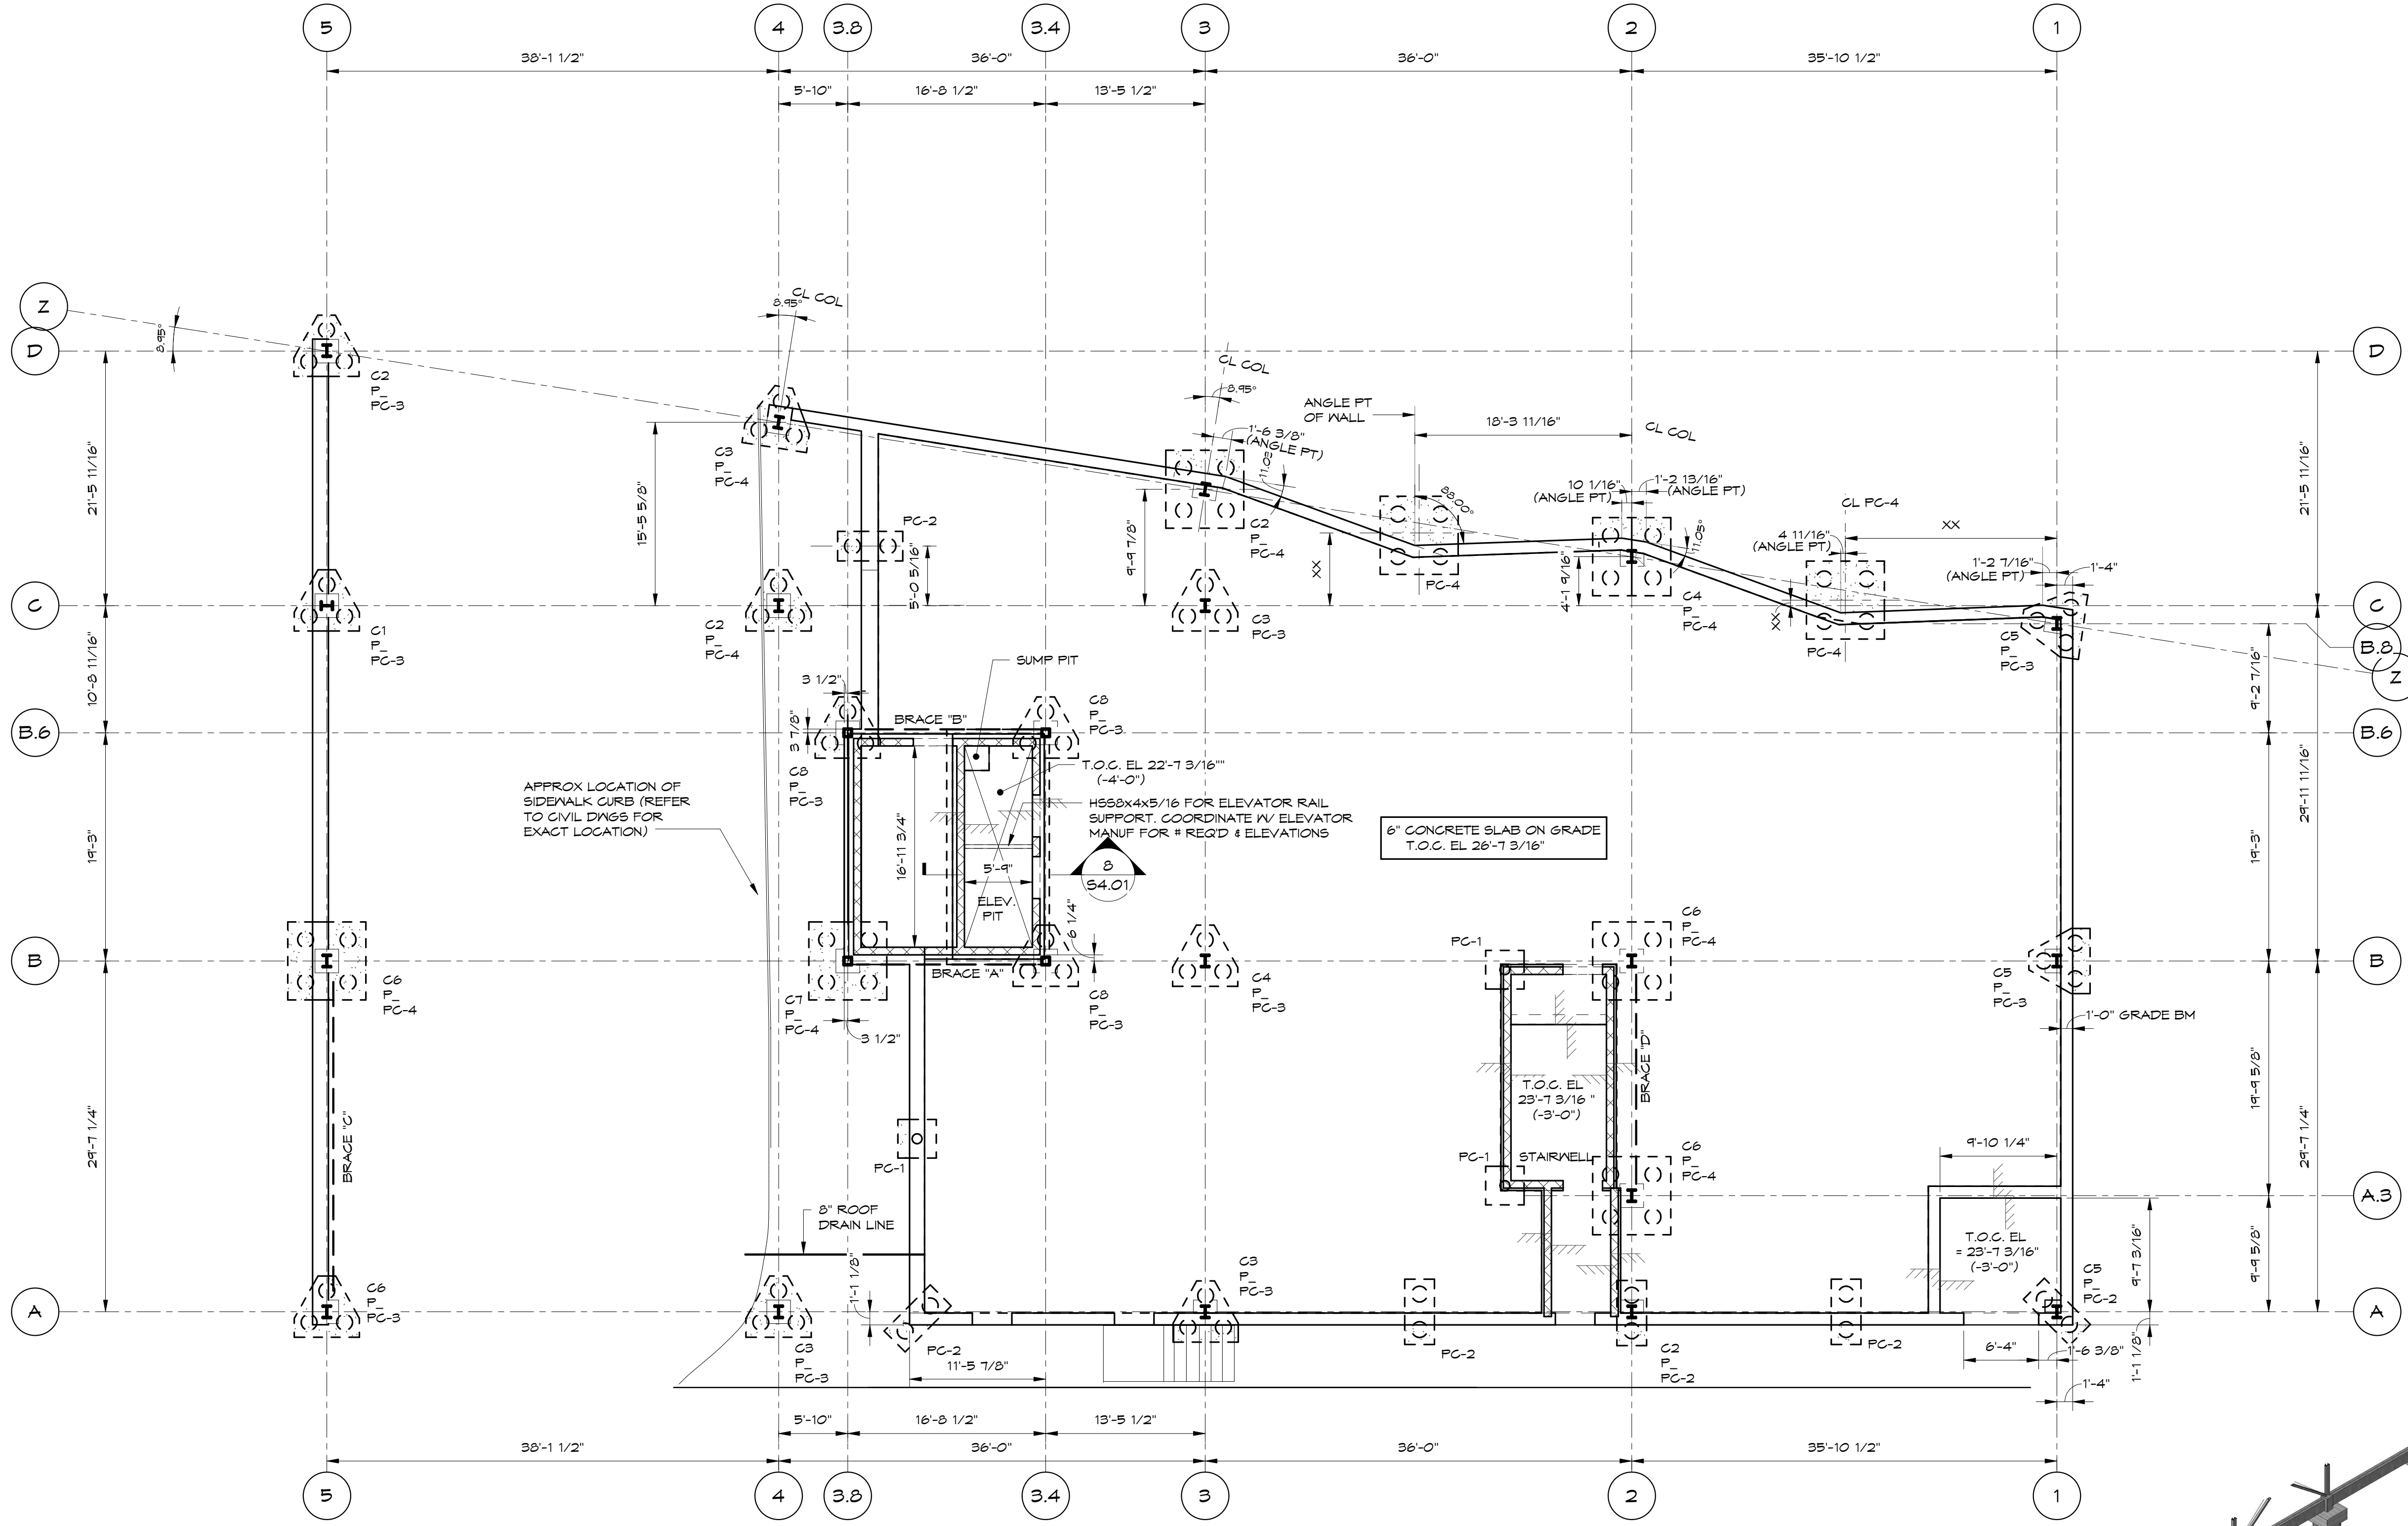 5
4
3.8
3.4
3
2
1
38'-1 1/2"
36'-0"
36'-0"
35'-10 1/2"
5'-10"
16'-8 1/2"
13'-5 1/2"
Z
D
8.95°
8.95°
CL COL
CL COL
8.95°
ANGLE PT
OF WALL
1'-6 3/8"
(ANGLE PT)
11.03°
18'-3 11/16"
CL COL
D
C2
P_
PC-3
C3
P_
PC-4
21'-5 11/16"
15'-5 5/8"
PC-2
5'-0 5/16"
9'-9 7/8"
C2
P_
PC-4
XX
88.0°
PC-4
10 1/16"
(ANGLE PT)
1'-2 13/16"
(ANGLE PT)
11.05°
4'-1 9/16"
CL PC-4
4 11/16"
(ANGLE PT)
XX
XX
1'-2 7/16"
(ANGLE PT)
1'-4"
21'-5 11/16"
C
C1
P_
PC-3
C2
P_
PC-4
C3
PC-3
C4
P_
PC-4
PC-4
C5
P_
PC-3
C
B.8
Z
10'-8 11/16"
SUMP PIT
3 1/2"
3 7/8"
BRACE "B"
C8
P_
PC-3
9'-2 7/16"
29'-11 11/16"
B.6
B.6
C8
P_
PC-3
T.O.C. EL 22'-7 3/16""
(-4'-0")
APPROX LOCATION OF
SIDEWALK CURB (REFER
TO CIVIL DWGS FOR
EXACT LOCATION)
HSS8x4x5/16 FOR ELEVATOR RAIL
SUPPORT. COORDINATE W/ ELEVATOR
MANUF FOR # REQ'D & ELEVATIONS
6" CONCRETE SLAB ON GRADE
T.O.C. EL 26'-7 3/16"
19'-3"
16'-11 3/4"
5'-9"
ELEV.
PIT
8
S4.01
6 1/4"
19'-3"
B
C6
P_
PC-4
C7
P_
PC-4
3 1/2"
BRACE "A"
C8
P_
PC-3
C4
P_
PC-3
PC-1
C6
P_
PC-4
C5
P_
PC-3
B
1'-0" GRADE BM
29'-7 1/4"
BRACE "C"
PC-1
T.O.C. EL
23'-7 3/16 "
(-3'-0")
BRACE "D"
PC-1
STAIRWELL
C6
P_
PC-4
9'-10 1/4"
19'-9 5/8"
29'-7 1/4"
A.3
8" ROOF
DRAIN LINE
1'-1 1/8"
T.O.C. EL
= 23'-7 3/16"
(-3'-0")
9'-7 3/16"
9'-9 5/8"
A
C6
P_
PC-3
C3
P_
PC-3
PC-2
11'-5 7/8"
C3
P_
PC-3
PC-2
C2
P_
PC-2
PC-2
C5
P_
PC-2
6'-4"
1'-6 3/8"
1'-1 1/8"
1'-4"
A
5'-10"
16'-8 1/2"
13'-5 1/2"
38'-1 1/2"
36'-0"
36'-0"
35'-10 1/2"
5
4
3.8
3.4
3
2
1